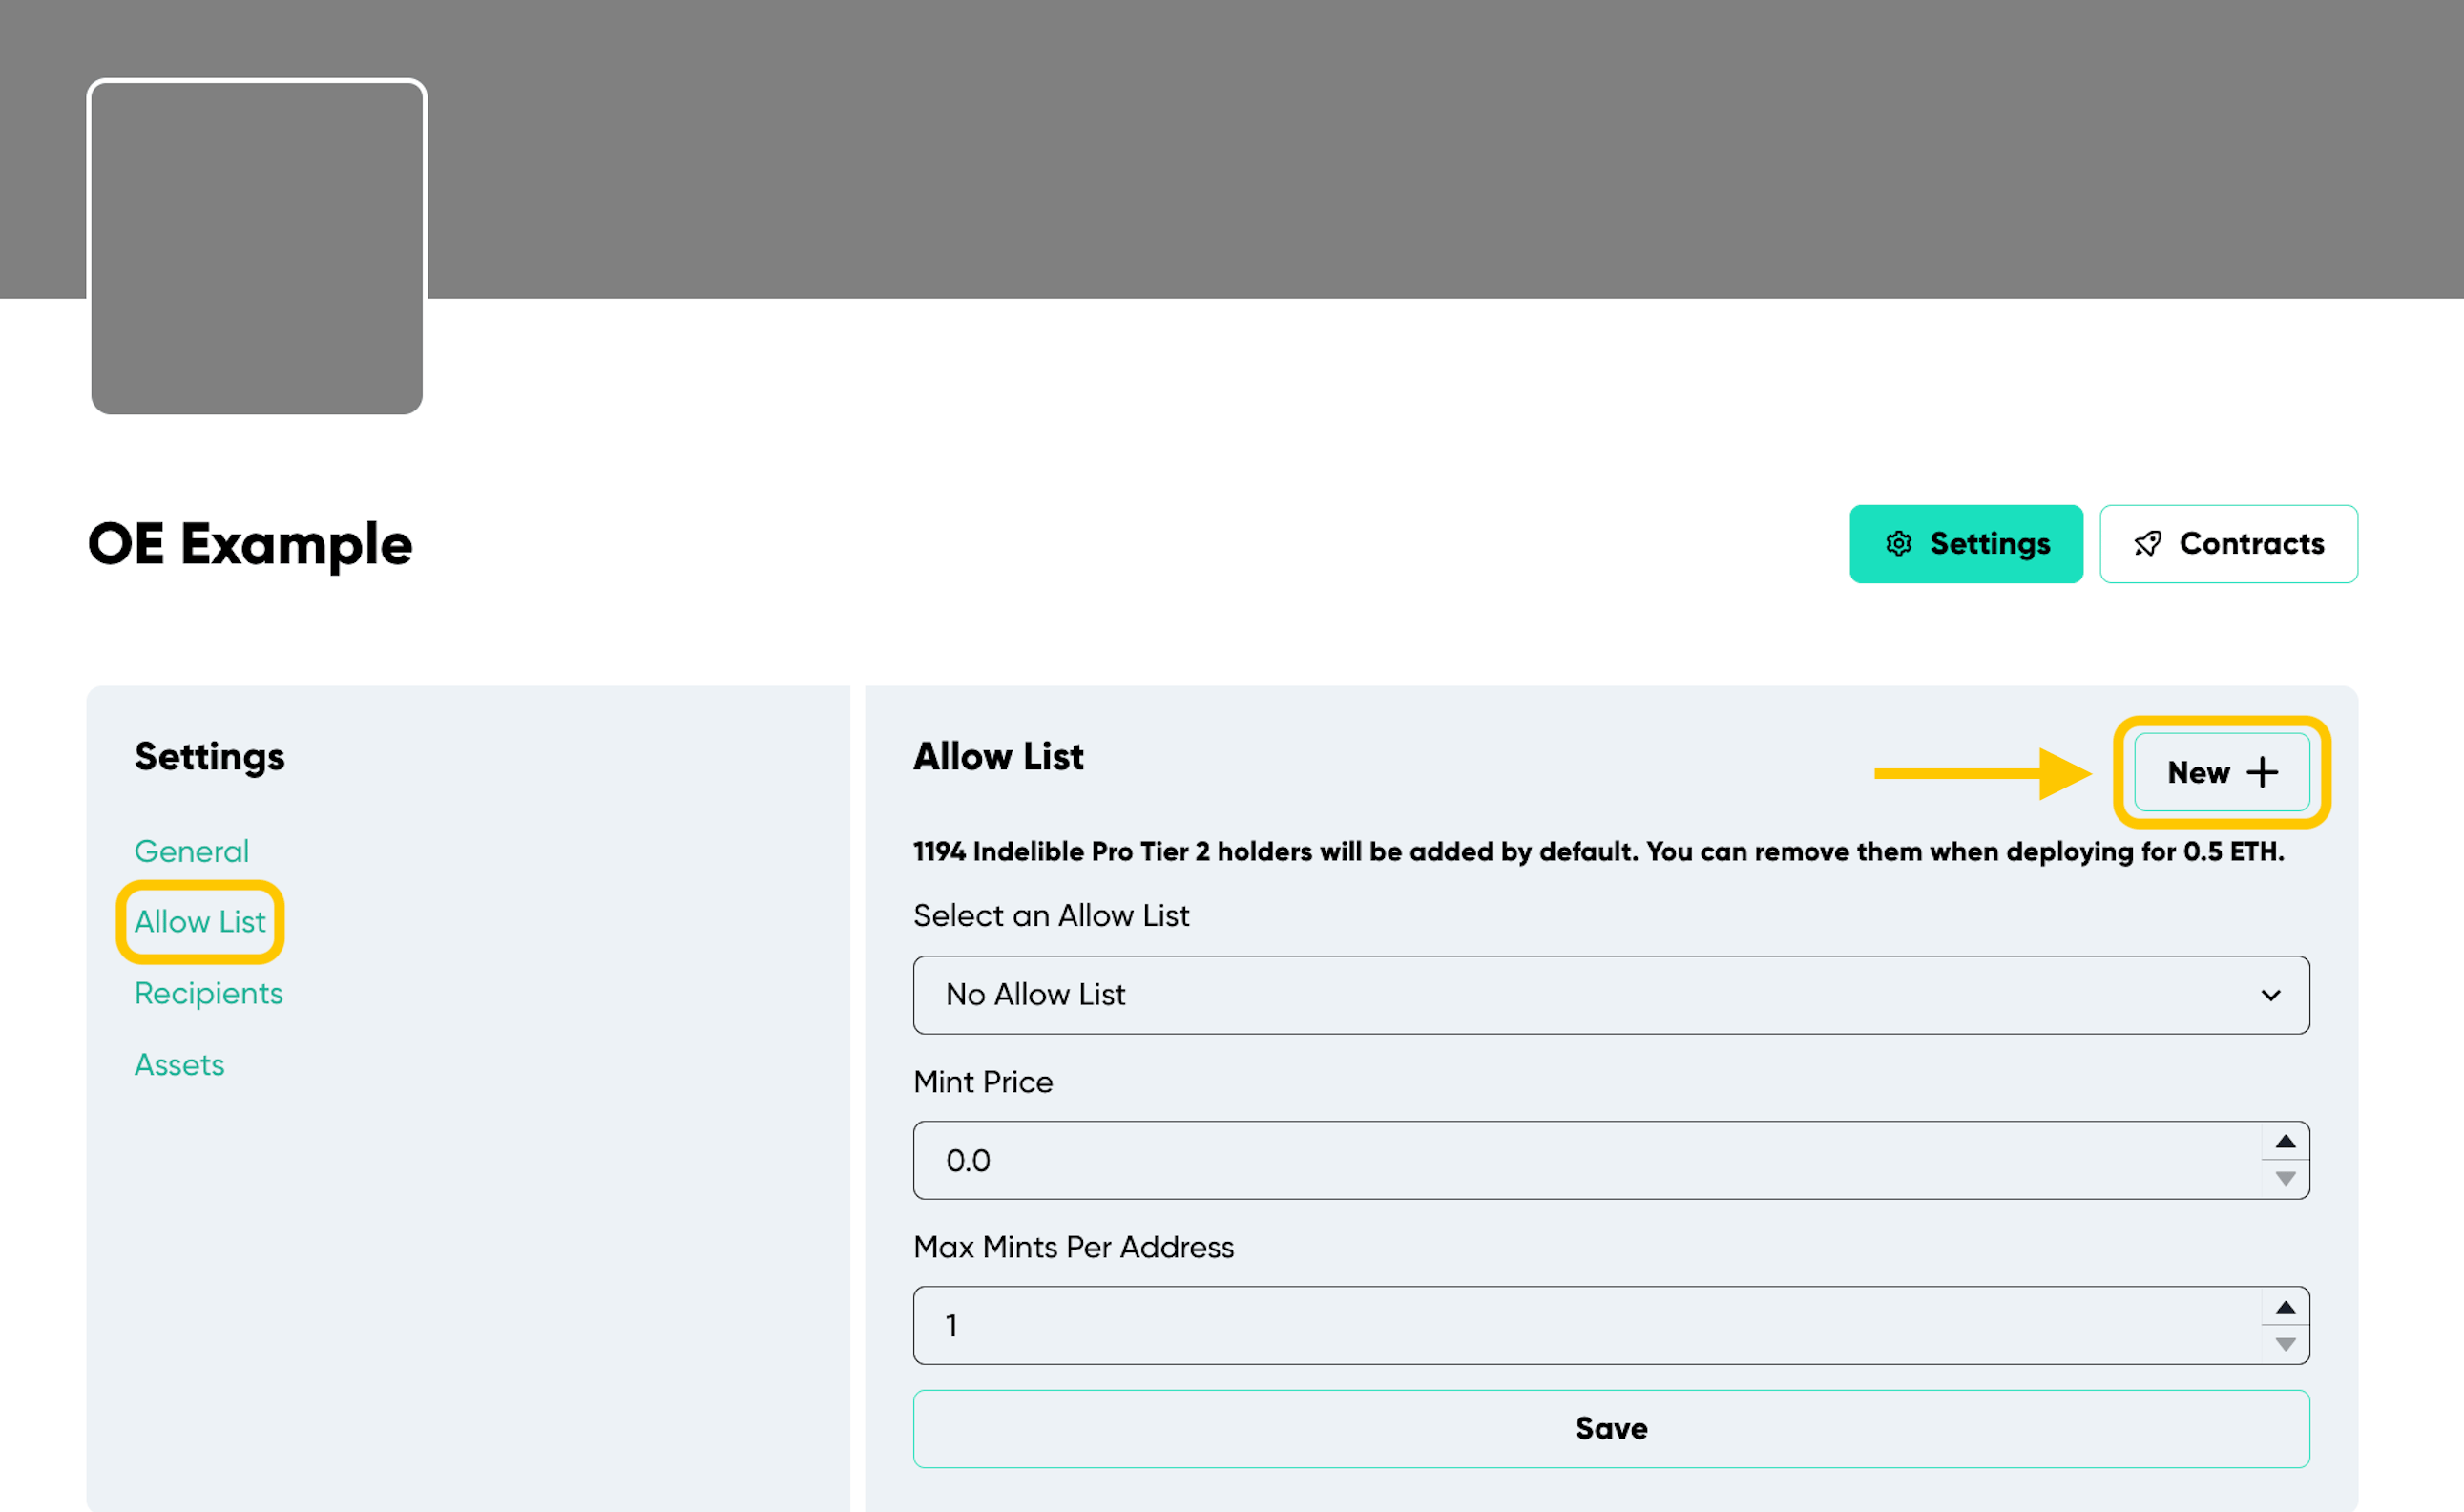 OE Example
Settings
Contracts
Settings
General
Allow List
Recipients
Assets
Allow List
New
1194 Indelible Pro Tier 2 holders will be added by default. You can remove them when deploying for 0.5 ETH.
Select an Allow List
No Allow List
Mint Price
0.0
Max Mints Per Address
1
Save